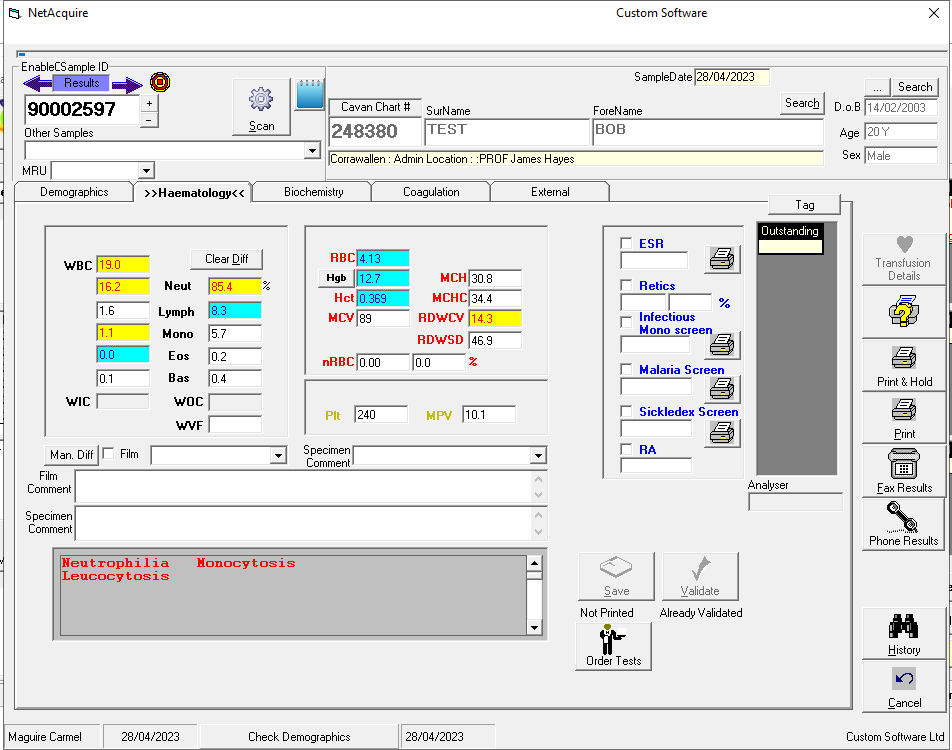 NetAcquire
Custom Software
EnableCSample ID
Results
90002597
+
-
Other Samples
MRU
Scan
SampleDate 28/04/2023
Cavan Chart #
SurName
ForeName
Search
248380
TEST
BOB
Corrawallen : Admin Location : :PROF James Hayes
...
Search
D.o.B 14/02/2003
Age 20Y
Sex Male
Demographics
>>Haematology<<
Biochemistry
Coagulation
External
Tag
WBC 19.0
Clear Diff
16.2 Neut 85.4 %
1.6 Lymph 8.3
1.1 Mono 5.7
0.0 Eos 0.2
0.1 Bas 0.4
WIC WOC
WVF
RBC 4.13
Hgb 12.7 MCH 30.8
Hct 0.369 MCHC 34.4
MCV 89 RDWCV 14.3
RDWSD 46.9
nRBC 0.00 0.0 %
Plt 240 MPV 10.1
ESR
Retics
%
Infectious
Mono screen
Malaria Screen
Sickledex Screen
RA
Outstanding
Analyser
Man. Diff
Film
Specimen
Comment
Film
Comment
Specimen
Comment
Neutrophilia Monocytosis
Leucocytosis
Save
Validate
Not Printed
Already Validated
Order Tests
Transfusion
Details
Print & Hold
Print
Fax Results
Phone Results
History
Cancel
Maguire Carmel
28/04/2023
Check Demographics
28/04/2023
Custom Software Ltd